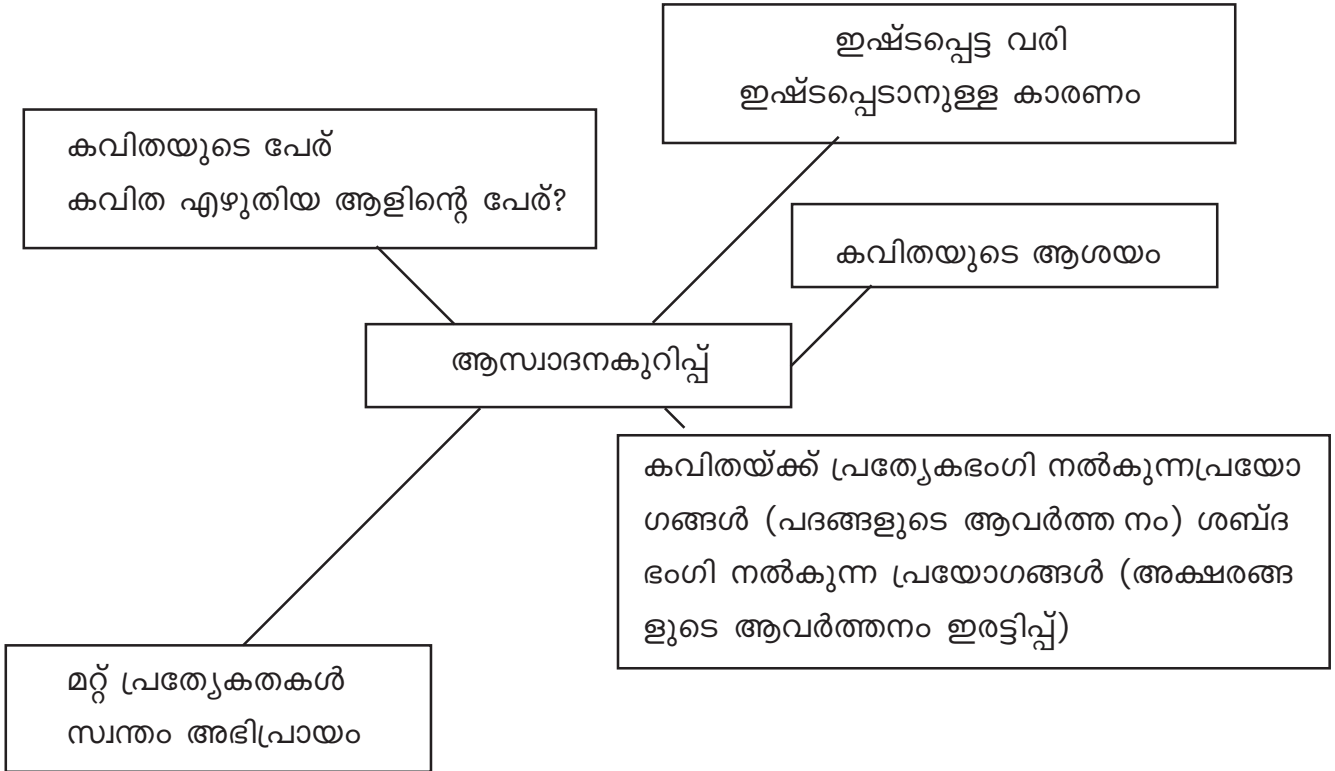 ഇഷ്ടപ്പെട്ട വരി
ഇഷ്ടപ്പെടാനുള്ള കാരണം
കവിതയുടെ പേര്
കവിത എഴുതിയ ആളിന്റെ പേര്?
കവിതയുടെ ആശയം
ആസ്വാദനകുറിപ്പ്
കവിതയ്ക്ക് പ്രത്യേകഭംഗി നൽകുന്നപ്രയോ
ഗങ്ങൾ (പദങ്ങളുടെ ആവർത്ത നം) ശബ്ദ
ഭംഗി നൽകുന്ന പ്രയോഗങ്ങൾ (അക്ഷരങ്ങ
ളുടെ ആവർത്തനം ഇരട്ടിപ്പ്)
മറ്റ് പ്രത്യേകതകൾ
സ്വന്തം അഭിപ്രായം